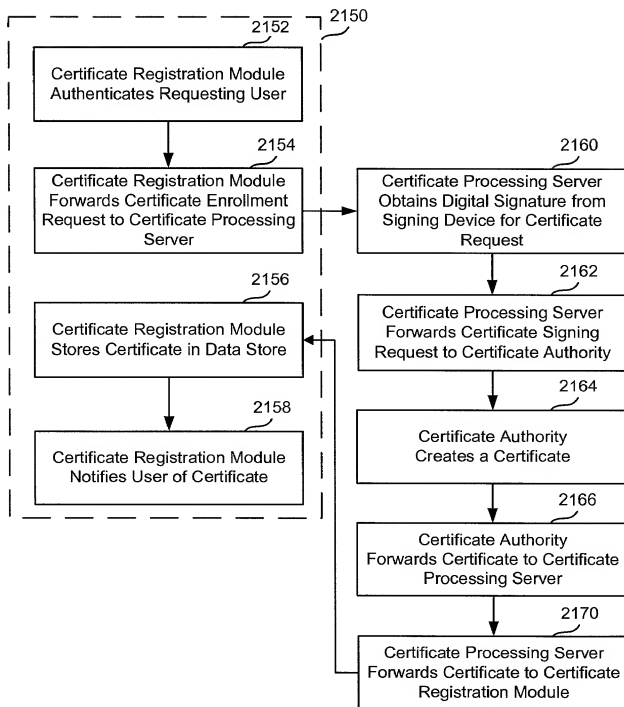 2150
2152
Certificate Registration Module
Authenticates Requesting User
2154
Certificate Registration Module
Forwards Certificate Enrollment
Request to Certificate Processing
Server
2156
Certificate Registration Module
Stores Certificate in Data Store
2158
Certificate Registration Module
Notifies User of Certificate
2160
Certificate Processing Server
Obtains Digital Signature from
Signing Device for Certificate
Request
2162
Certificate Processing Server
Forwards Certificate Signing
Request to Certificate Authority
2164
Certificate Authority
Creates a Certificate
2166
Certificate Authority
Forwards Certificate to Certificate
Processing Server
2170
Certificate Processing Server
Forwards Certificate to Certificate
Registration Module